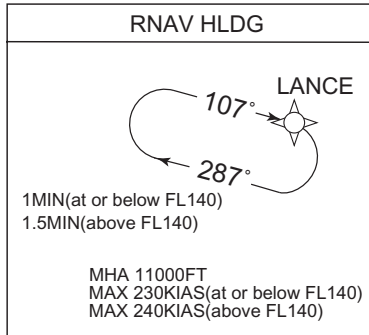 RNAV HLDG
LANCE
107°
287°
1MIN(at or below FL140)
1.5MIN(above FL140)
MHA 11000FT
MAX 230KIAS(at or below FL140)
MAX 240KIAS(above FL140)